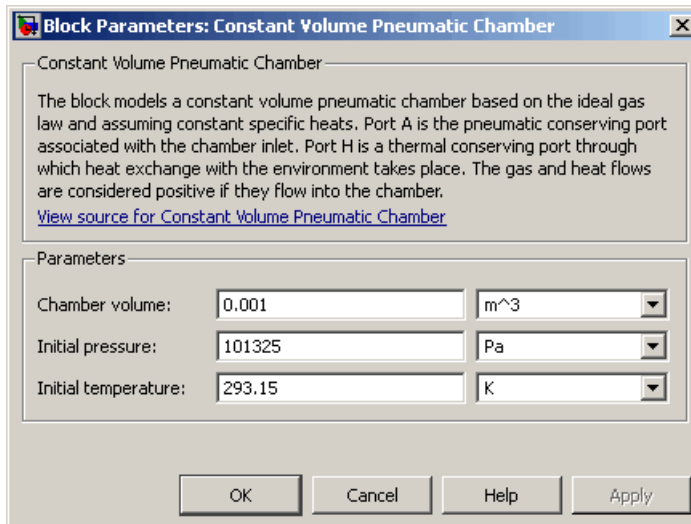 Block Parameters: Constant Volume Pneumatic Chamber
Constant Volume Pneumatic Chamber
The block models a constant volume pneumatic chamber based on the ideal gas
law and assuming constant specific heats. Port A is the pneumatic conserving port
associated with the chamber inlet. Port H is a thermal conserving port through
which heat exchange with the environment takes place. The gas and heat flows
are considered positive if they flow into the chamber.
View source for Constant Volume Pneumatic Chamber
Parameters
Chamber volume: 0.001 m^3
Initial pressure: 101325 Pa
Initial temperature: 293.15 K
OK Cancel Help Apply